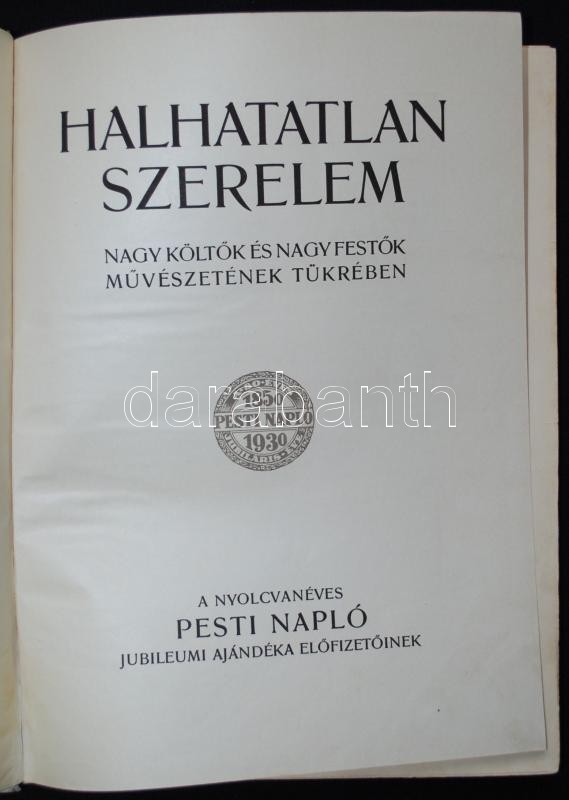 HALHATATLAN
SZERELEM
NAGY KÖLTŐK ÉS NAGY FESTŐK
MŰVÉSZETÉNEK TÜKRÉBEN
1850
PESTI NAPLÓ
1930
darabanth
A NYOLCVANÉVES
PESTI NAPLÓ
JUBILEUMI AJÁNDÉKA ELŐFIZETŐINEK